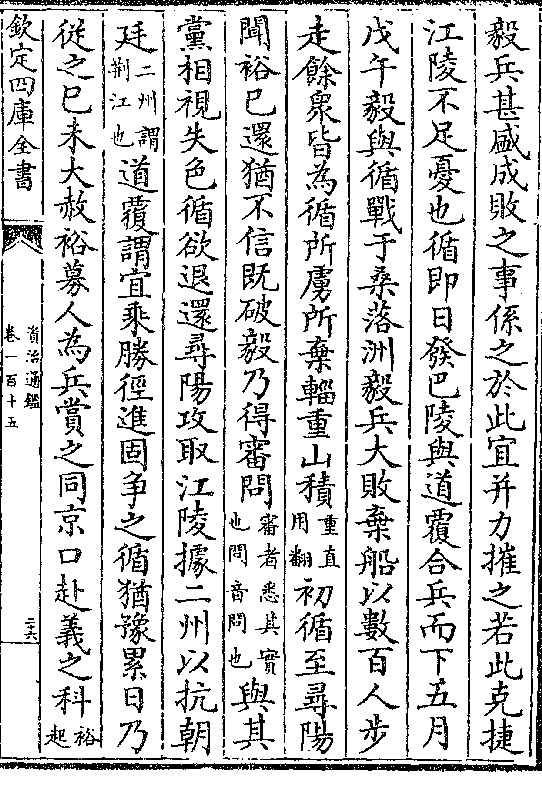 毅兵甚盛成敗之事係之於此宜并力摧之若此克捷
江陵不足憂也循即日發巴陵與道覆合兵而下五月
戊午毅與循戰于桑落洲毅兵大敗棄船以數百人步
走餘衆皆為循所虜所棄輜重山積重直用翻初循至尋陽
聞裕已還猶不信既破毅乃得審問審者悉其實也問音問也與其
黨相視失色循欲退還尋陽攻取江陵據二州以抗朝
廷二州謂荆江也道覆謂宜乘勝徑進固争之循猶豫累日乃
從之己未大赦裕募人為兵賞之同京口赴義之科裕起
欽定四庫全書
資治通鑑
卷一百十五
二十六